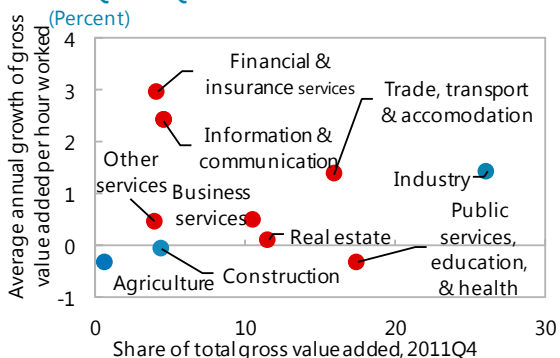 (Percent)
Average annual growth of gross
value added per hour worked
4
3
2
1
0
-1
Financial &
insurance services
Information &
communication
Trade, transport
& accomodation
Other
services
Business
services
Industry
Real estate
Public
services,
education,
& health
Agriculture
Construction
0
10
20
30
Share of total gross value added, 2011Q4